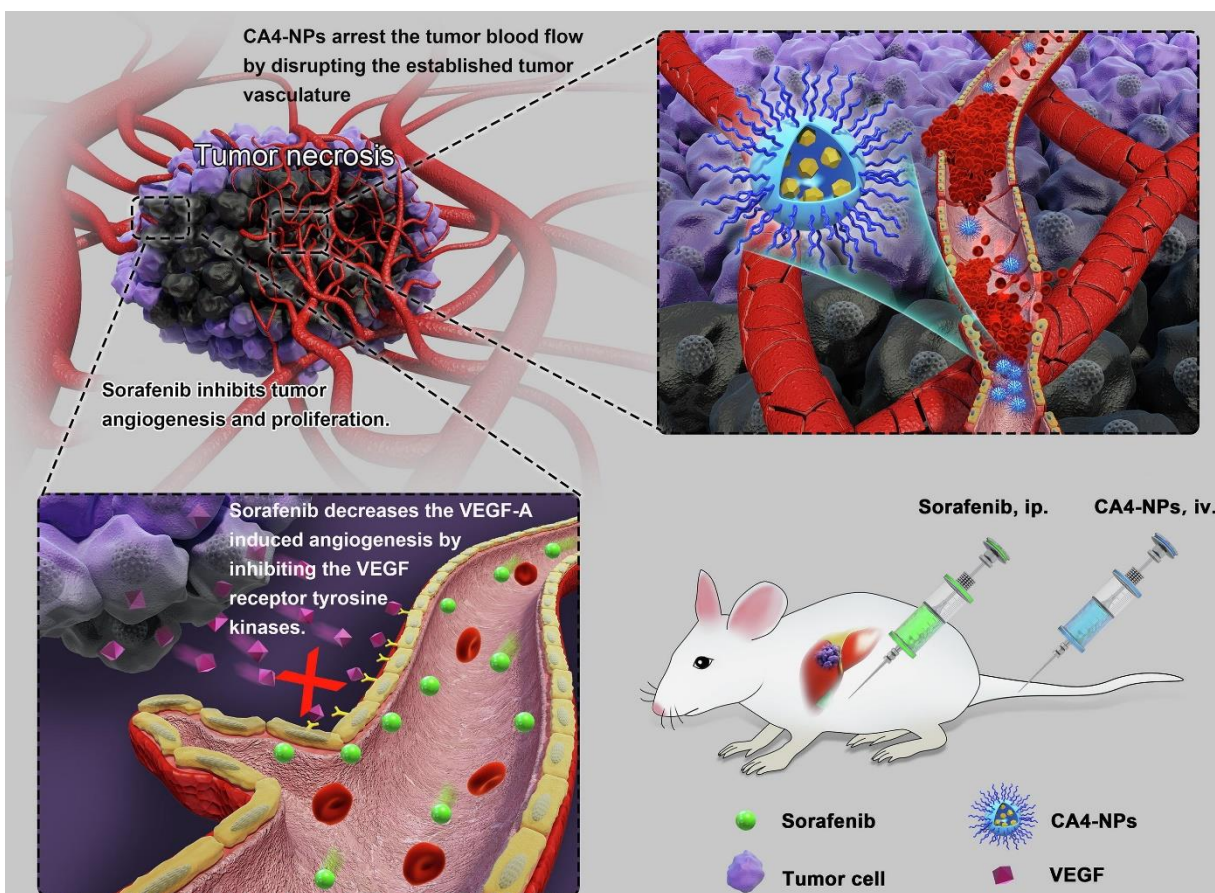 CA4-NPs arrest the tumor blood flow
by disrupting the established tumor
vasculature
Tumor necrosis
Sorafenib inhibits tumor
angiogenesis and proliferation.
Sorafenib decreases the VEGF-A
induced angiogenesis by
inhibiting the VEGF
receptor tyrosine
kinases.
Sorafenib, ip.
CA4-NPs, iv.
Sorafenib
CA4-NPs
Tumor cell
VEGF